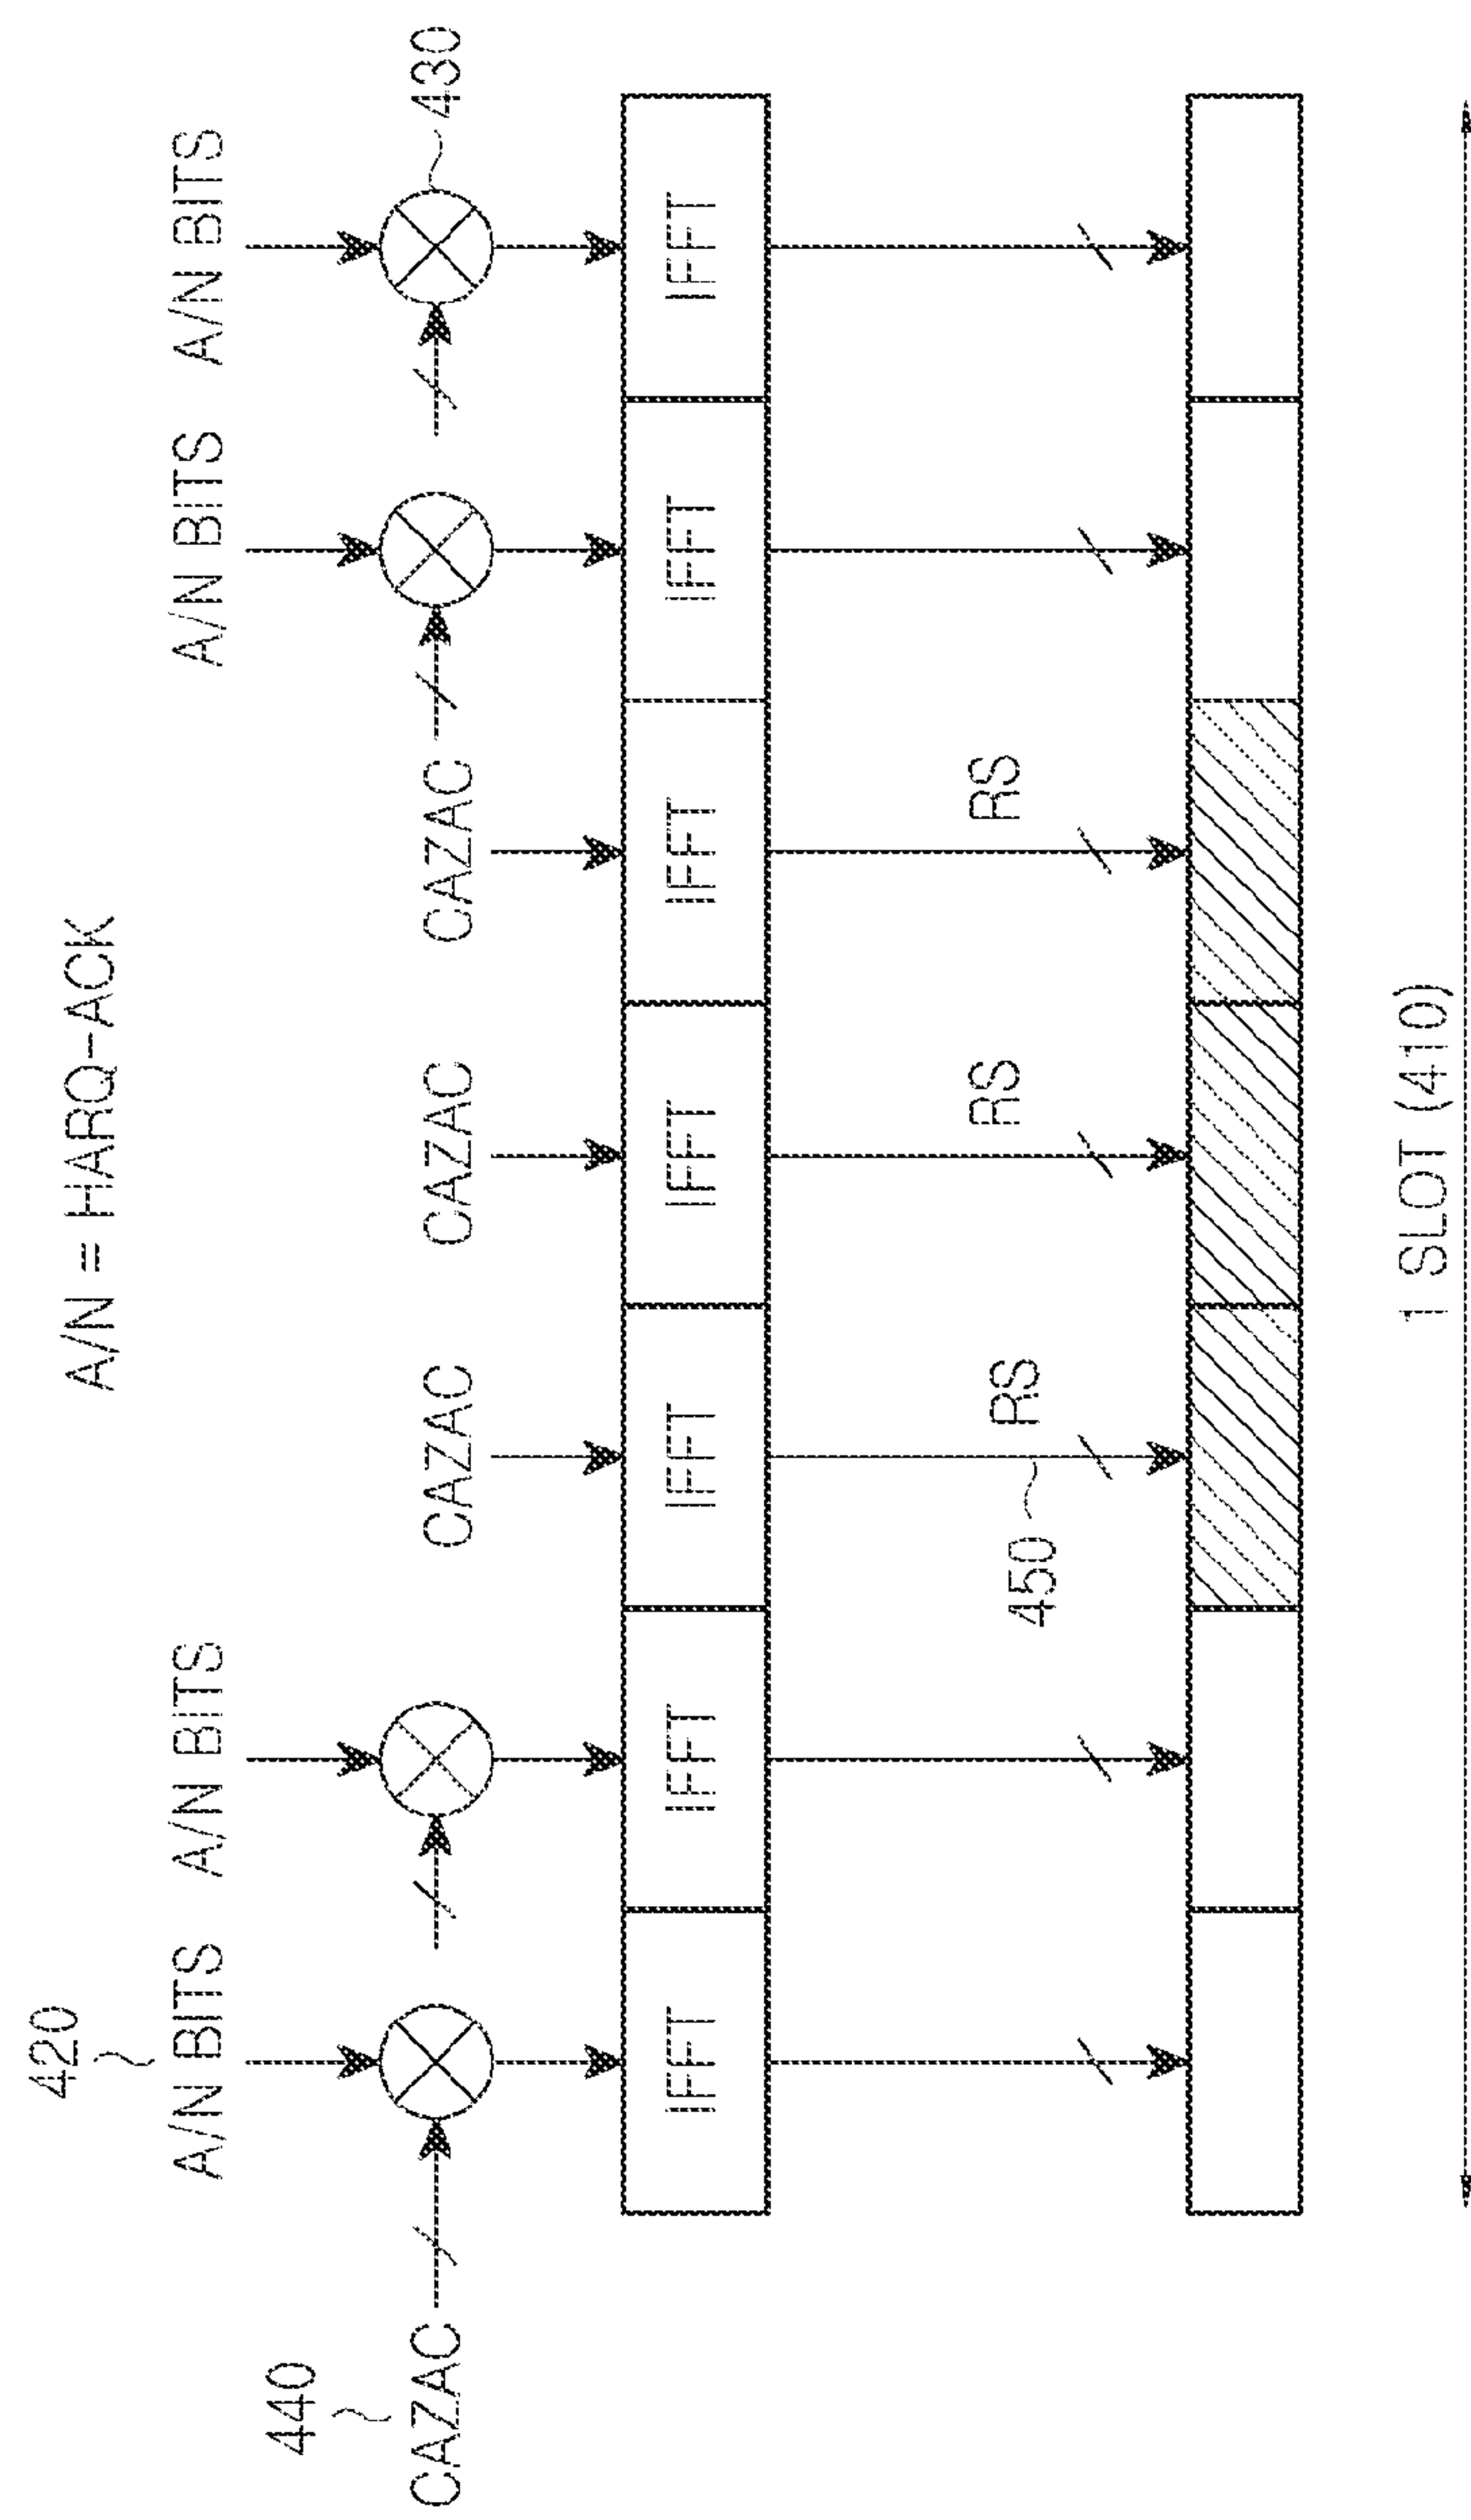 A/N = HARQ-ACK
420
A/N BITS A/N BITS A/N BITS A/N BITS
440
CAZAC CAZAC CAZAC CAZAC 430
IFFT IFFT IFFT IFFT IFFT IFFT IFFT
450 RS RS RS
1 SLOT (410)